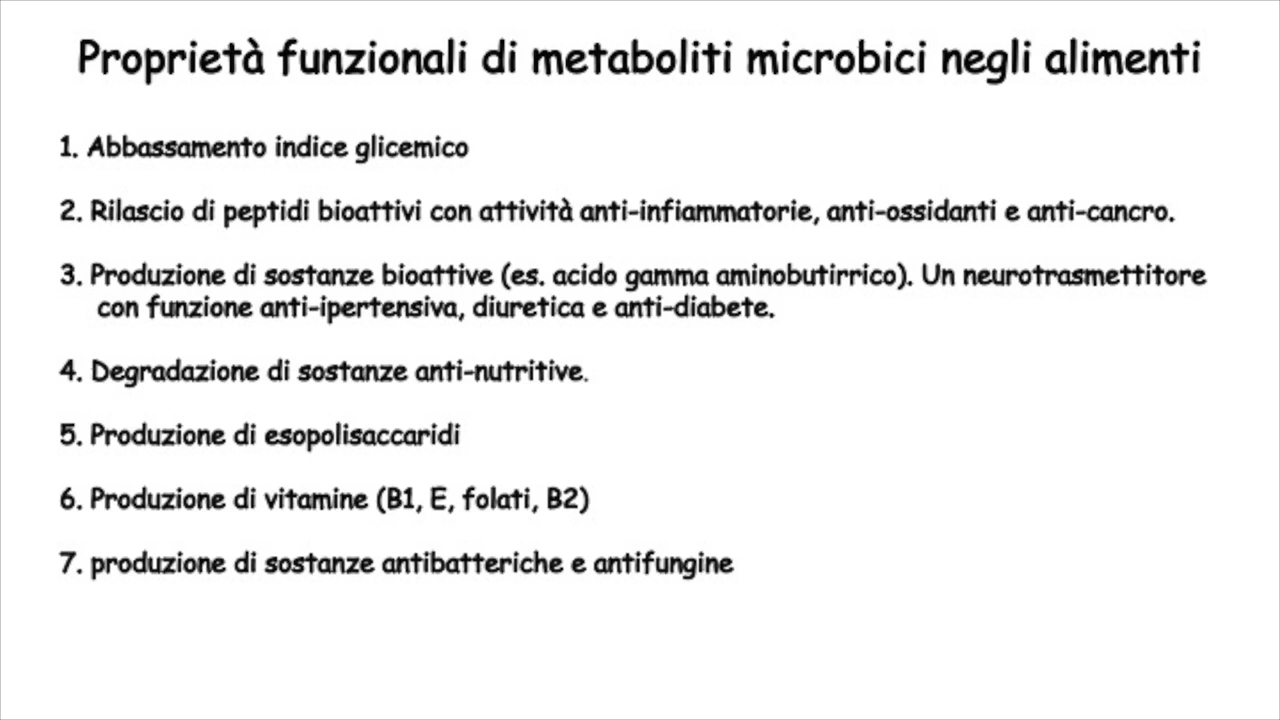 Proprietà funzionali di metaboliti microbici negli alimenti
1. Abbassamento indice glicemico
2. Rilascio di peptidi bioattivi con attività anti-infiammatorie, anti-ossidanti e anti-cancro.
3. Produzione di sostanze bioattive (es. acido gamma aminobutirrico). Un neurotrasmettitore
con funzione anti-ipertensiva, diuretica e anti-diabete.
4. Degradazione di sostanze anti-nutritive.
5. Produzione di esopolisaccaridi
6. Produzione di vitamine (B1, E, folati, B2)
7. produzione di sostanze antibatteriche e antifungine